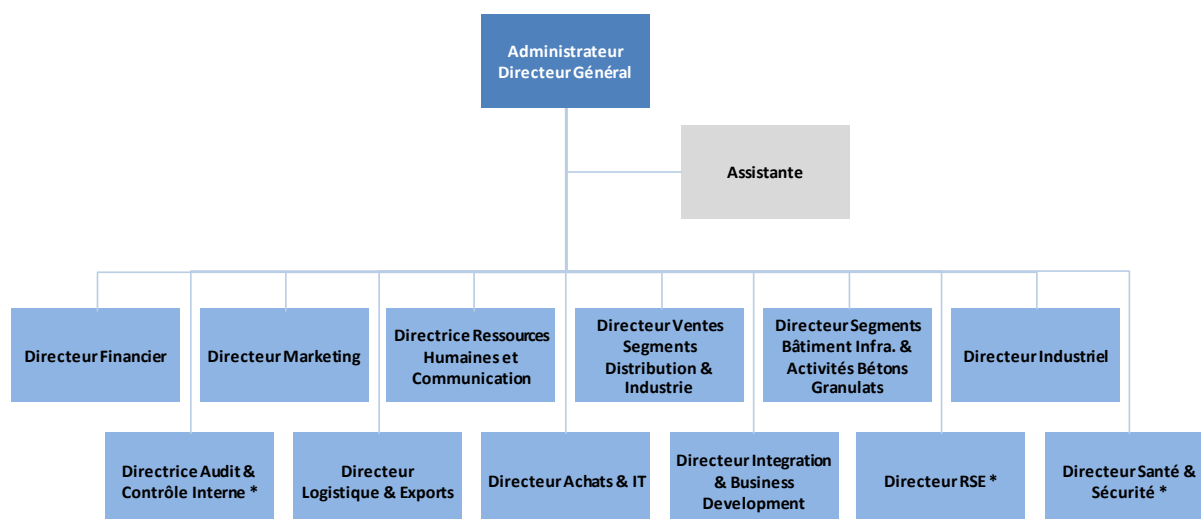 Administrateur
Directeur Général
Assistante
Directeur Financier
Directeur Marketing
Directrice Ressources
Humaines et
Communication
Directeur Ventes
Segments
Distribution &
Industrie
Directeur Segments
Bâtiment Infra. &
Activités Bétons
Granulats
Directeur Industriel
Directrice Audit &
Contrôle Interne *
Directeur
Logistique & Exports
Directeur Achats & IT
Directeur Integration
& Business
Development
Directeur RSE *
Directeur Santé &
Sécurité *